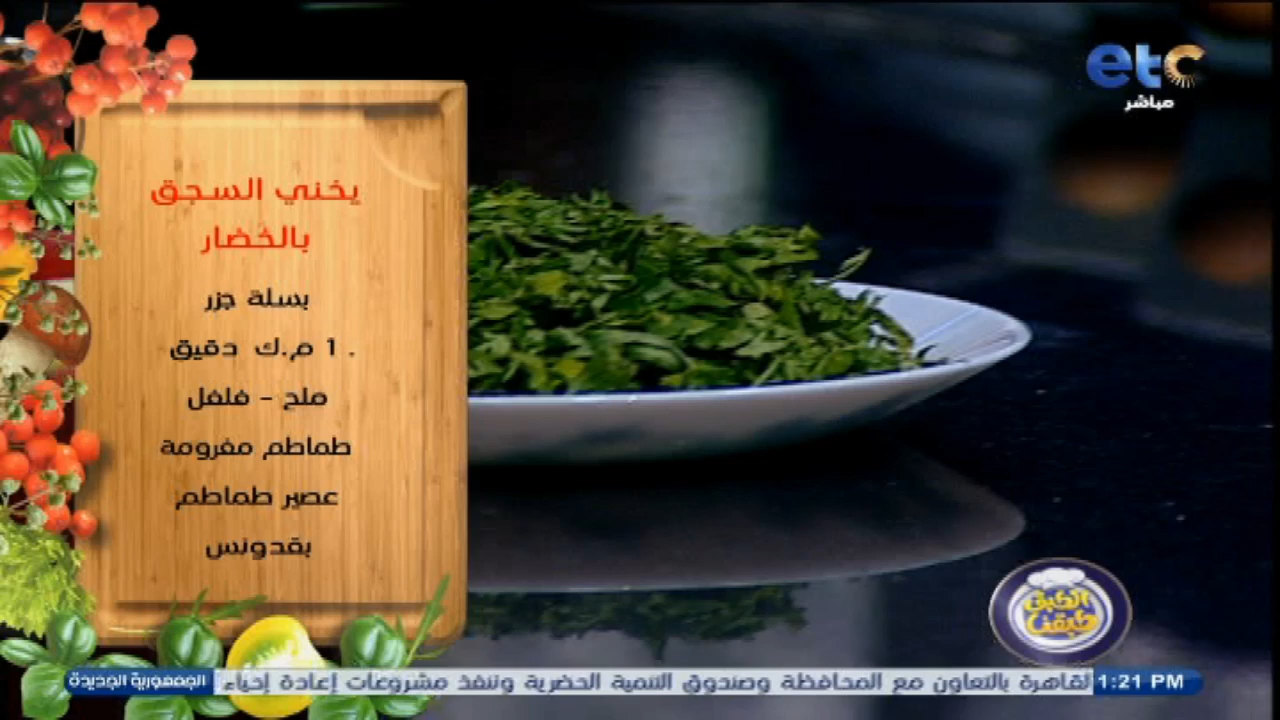 etc
مباشر
يخني السجق
بالخضار
بسلة جزر
. 1 م.ك دقيق
ملح - فلفل
طماطم مفرومة
عصير طماطم
بقدونس
1:21 PM
القاهرة بالتعاون مع المحافظة وصندوق التنمية الحضرية وننفذ مشروعات إعادة إحياء
الجمهورية الجديدة